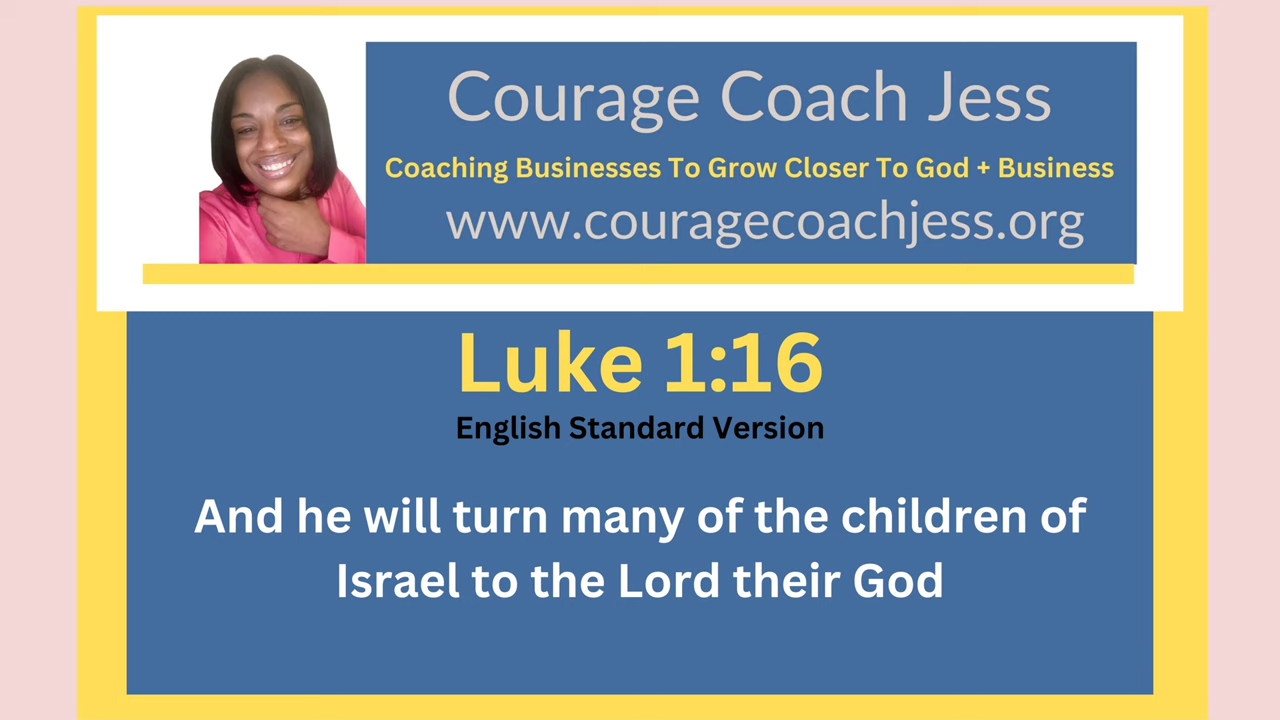 Courage Coach Jess
Coaching Businesses To Grow Closer To God + Business
www.couragecoachjess.org
Luke 1:16
English Standard Version
And he will turn many of the children of
Israel to the Lord their God